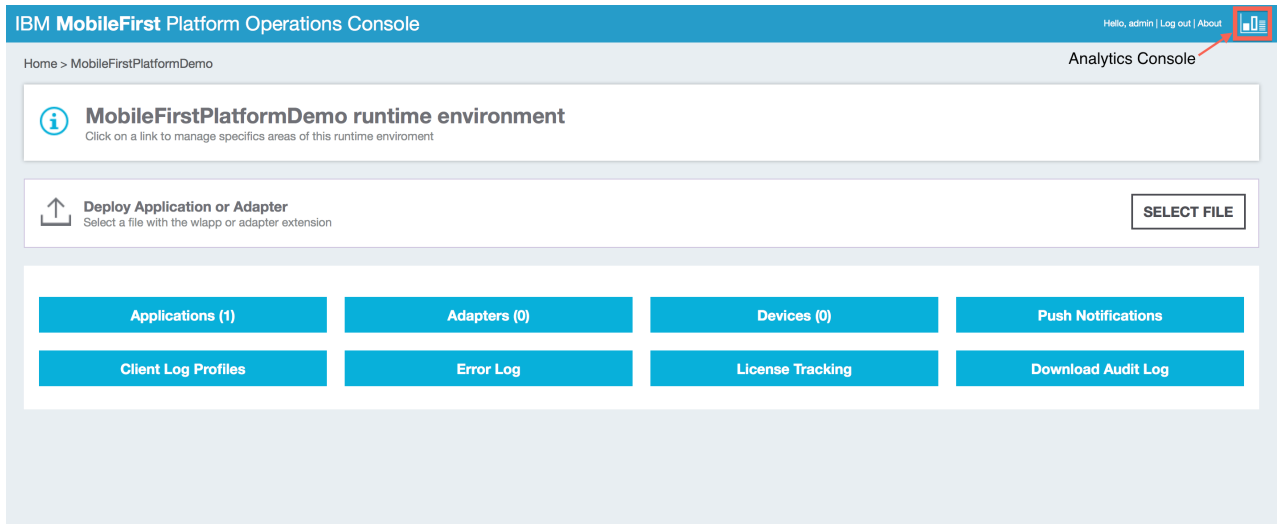 IBM MobileFirst Platform Operations Console
Hello, admin | Log out | About
Home > MobileFirstPlatformDemo
Analytics Console
MobileFirstPlatformDemo runtime environment
Click on a link to manage specifics areas of this runtime enviroment
Deploy Application or Adapter
Select a file with the wlapp or adapter extension
SELECT FILE
Applications (1)
Adapters (0)
Devices (0)
Push Notifications
Client Log Profiles
Error Log
License Tracking
Download Audit Log